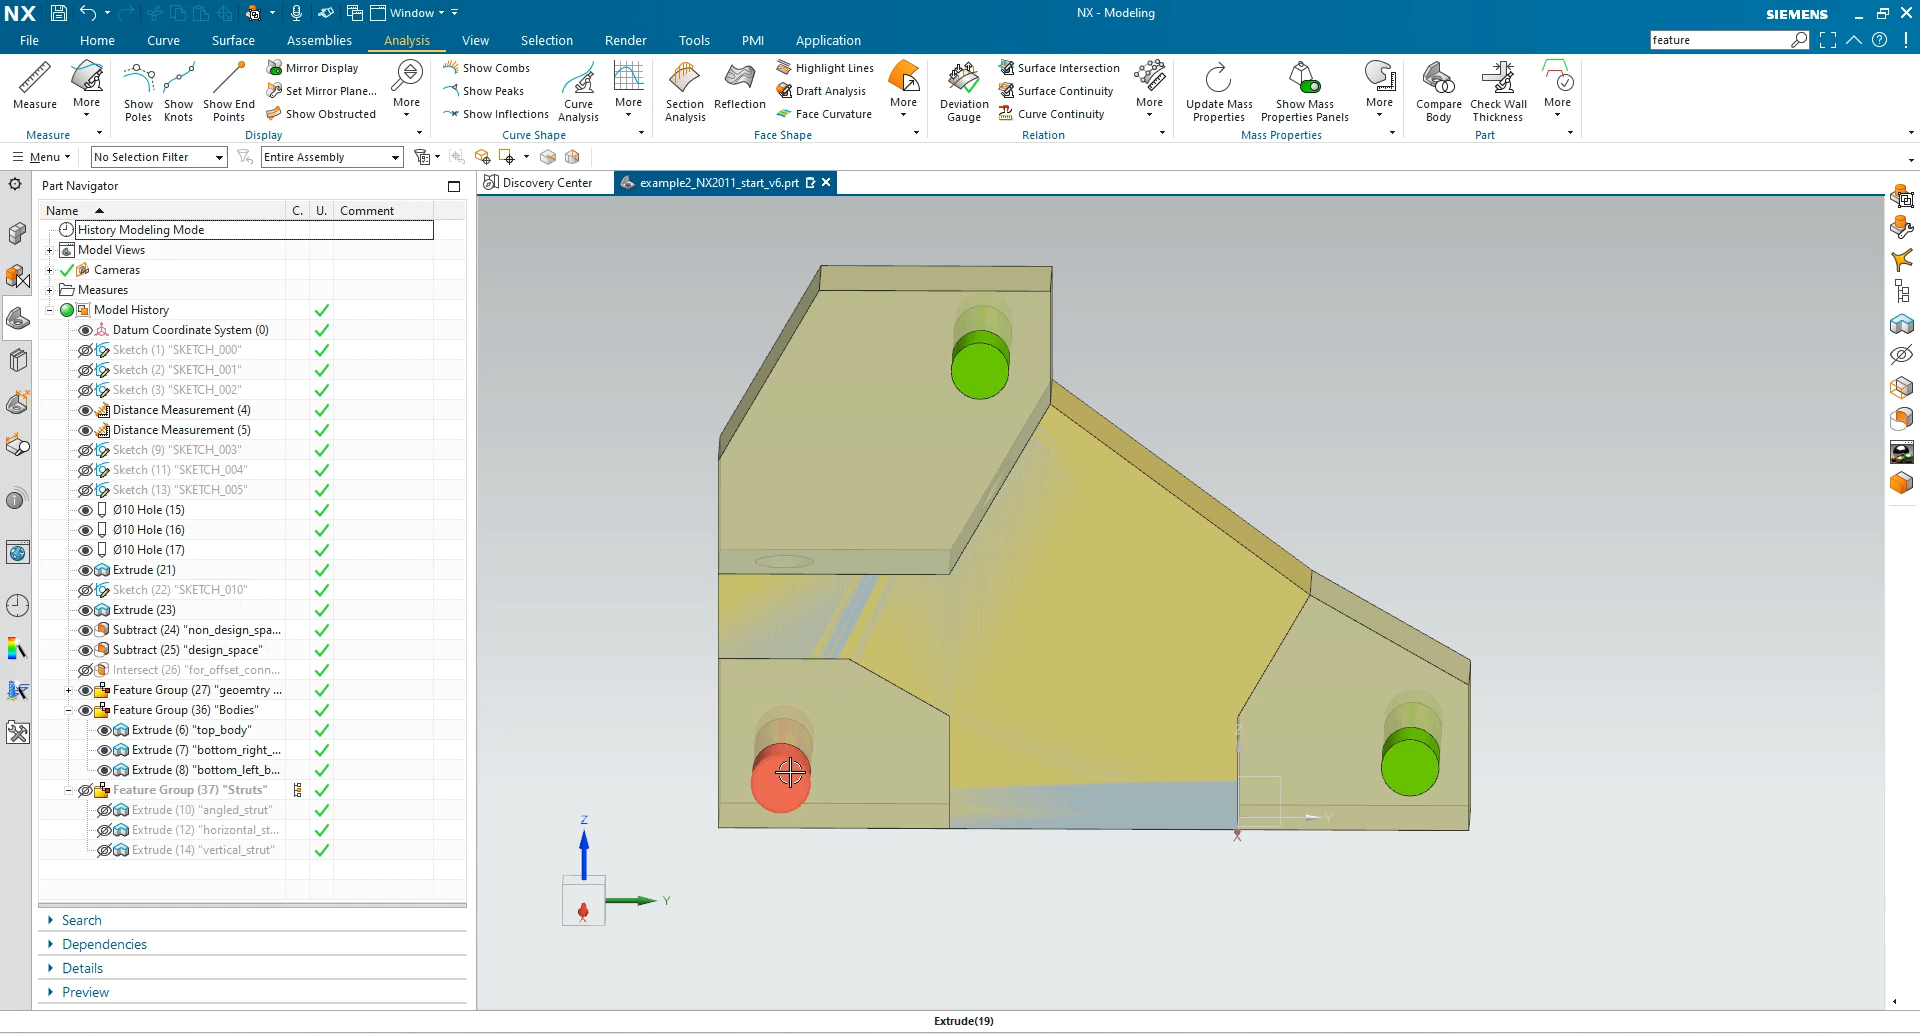 NX
Window
NX - Modeling
SIEMENS
File
Home
Curve
Surface
Assemblies
Analysis
View
Selection
Render
Tools
PMI
Application
feature
Measure
More
Show Poles
Show Knots
Show End Points
Mirror Display
Set Mirror Plane...
Show Obstructed
More
Show Combs
Show Peaks
Show Inflections
Curve Analysis
More
Section Analysis
Reflection
Highlight Lines
Draft Analysis
Face Curvature
More
Deviation Gauge
Surface Intersection
Surface Continuity
Curve Continuity
More
Update Mass Properties
Show Mass Properties Panels
More
Compare Body
Check Wall Thickness
More
Measure
Display
Curve Shape
Face Shape
Relation
Mass Properties
Part
Menu
No Selection Filter
Entire Assembly
Part Navigator
Discovery Center
example2_NX2011_start_v6.prt
Name
C.
U.
Comment
History Modeling Mode
Model Views
Cameras
Measures
Model History
Datum Coordinate System (0)
Sketch (1) "SKETCH_000"
Sketch (2) "SKETCH_001"
Sketch (3) "SKETCH_002"
Distance Measurement (4)
Distance Measurement (5)
Sketch (9) "SKETCH_003"
Sketch (11) "SKETCH_004"
Sketch (13) "SKETCH_005"
Ø10 Hole (15)
Ø10 Hole (16)
Ø10 Hole (17)
Extrude (21)
Sketch (22) "SKETCH_010"
Extrude (23)
Subtract (24) "non_design_spa...
Subtract (25) "design_space"
Intersect (26) "for_offset_conn...
Feature Group (27) "geoemtry ...
Feature Group (36) "Bodies"
Extrude (6) "top_body"
Extrude (7) "bottom_right_...
Extrude (8) "bottom_left_b...
Feature Group (37) "Struts"
Extrude (10) "angled_strut"
Extrude (12) "horizontal_st...
Extrude (14) "vertical_strut"
Search
Dependencies
Details
Preview
Z
Y
X
Z
Y
X
Extrude(19)